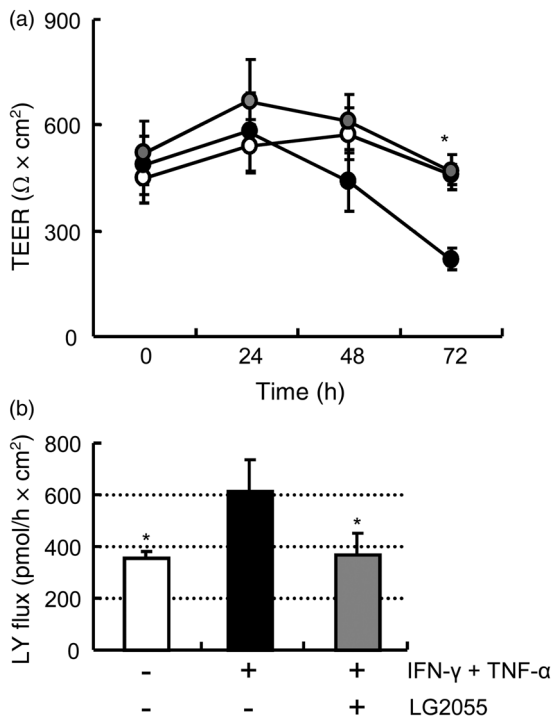 (a)
900
600
300
0
TEER (Ω × cm²)
*
0 24 48 72
Time (h)
(b)
800
600
400
200
0
LY flux (pmol/h × cm²)
* *
- + + IFN-γ + TNF-α
- - + LG2055